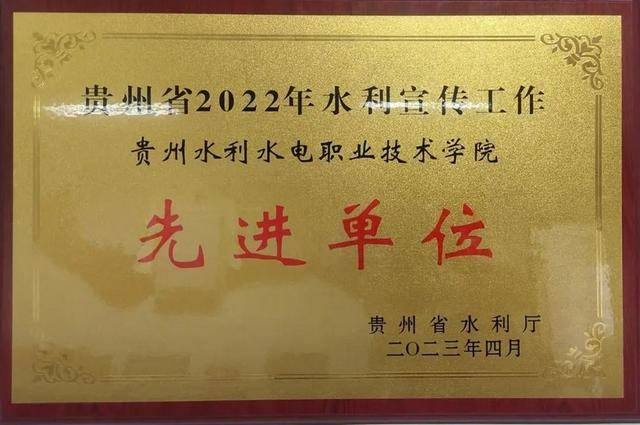 贵州省2022年水利宣传工作
贵州水利水电职业技术学院
先进单位
贵州省水利厅
二〇二三年四月